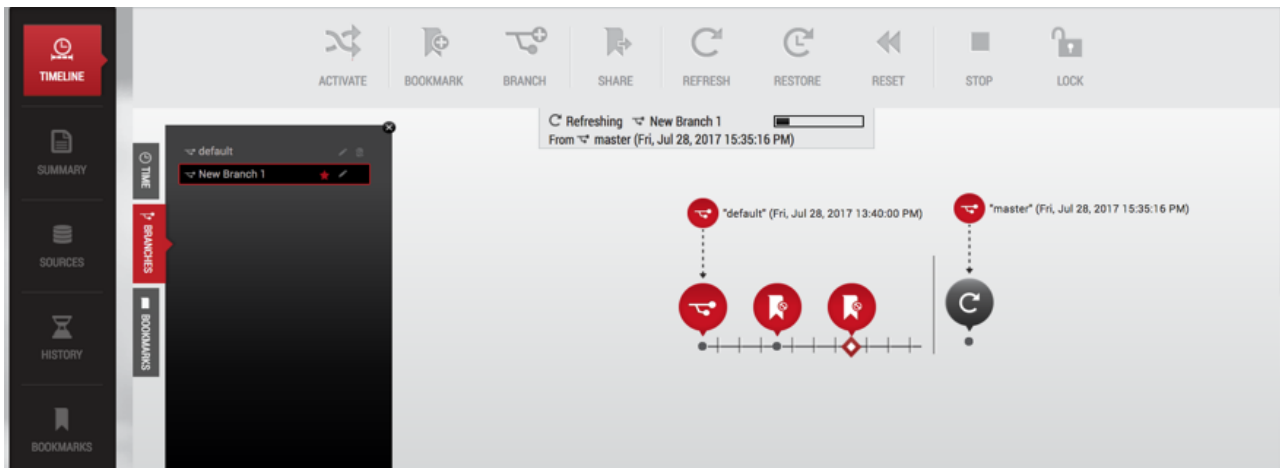 TIMELINE
SUMMARY
SOURCES
HISTORY
BOOKMARKS
ACTIVATE
BOOKMARK
BRANCH
SHARE
REFRESH
RESTORE
RESET
STOP
LOCK
Refreshing New Branch 1
From master (Fri, Jul 28, 2017 15:35:16 PM)
TIME
BRANCHES
BOOKMARKS
default
New Branch 1
"default" (Fri, Jul 28, 2017 13:40:00 PM)
"master" (Fri, Jul 28, 2017 15:35:16 PM)